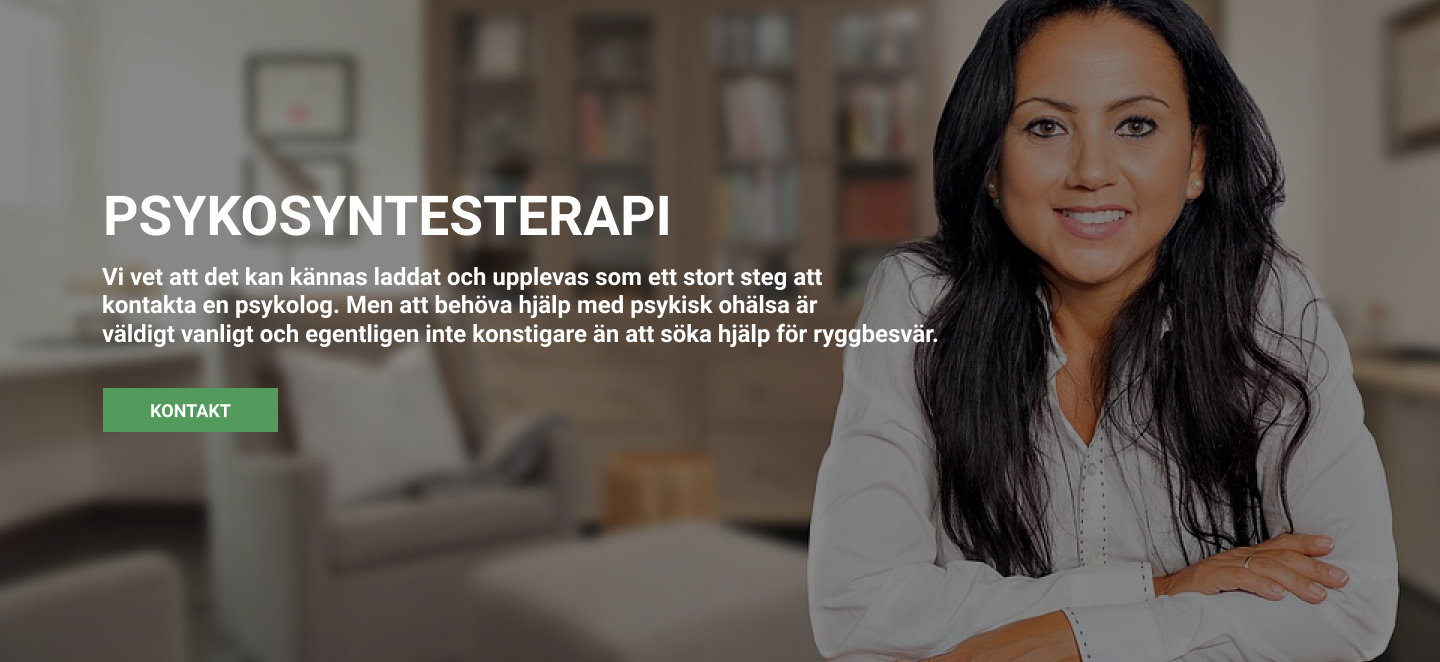 PSYKOSYNTESTERAPI
Vi vet att det kan kännas laddat och upplevas som ett stort steg att
kontakta en psykolog. Men att behöva hjälp med psykisk ohälsa är
väldigt vanligt och egentligen inte konstigare än att söka hjälp för ryggbesvär.
KONTAKT